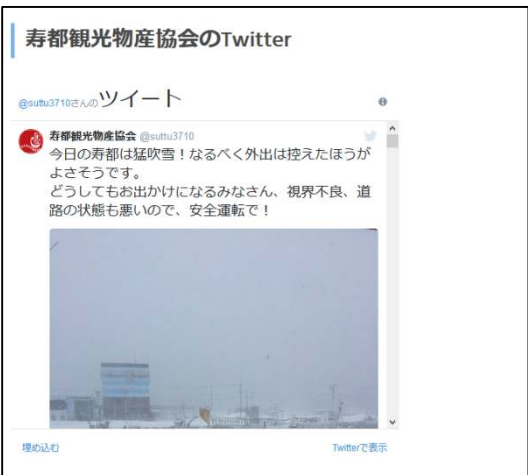 寿都観光物産協会のTwitter
@suttu3710さんのツイート
寿都観光物産協会 @suttu3710
今日の寿都は猛吹雪！なるべく外出は控えたほうが
よさそうです。
どうしてもお出かけになるみなさん、視界不良、道
路の状態も悪いので、安全運転で！
埋め込む
Twitterで表示